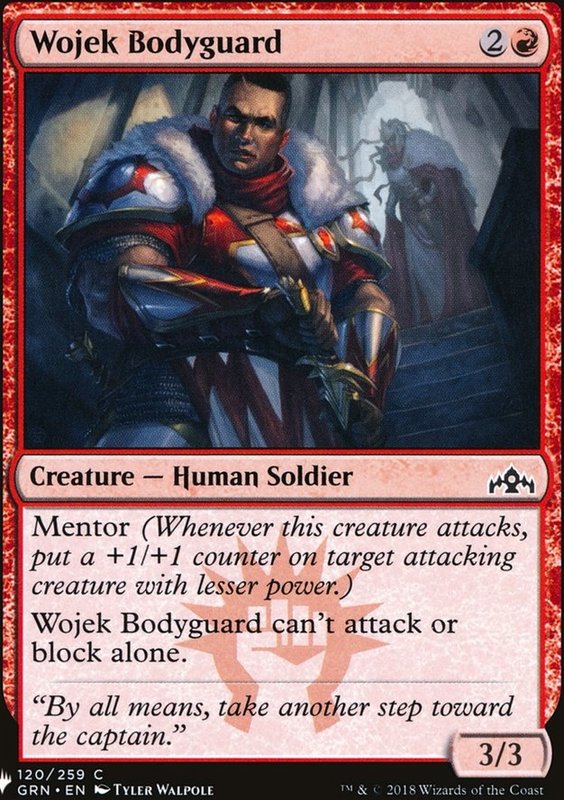 Wojek Bodyguard 2
Creature — Human Soldier
Mentor (Whenever this creature attacks,
put a +1/+1 counter on target attacking
creature with lesser power.)
Wojek Bodyguard can't attack or
block alone.
“By all means, take another step toward
the captain.”
3/3
120/259 C
GRN • EN TYLER WALPOLE
™ & © 2018 Wizards of the Coast